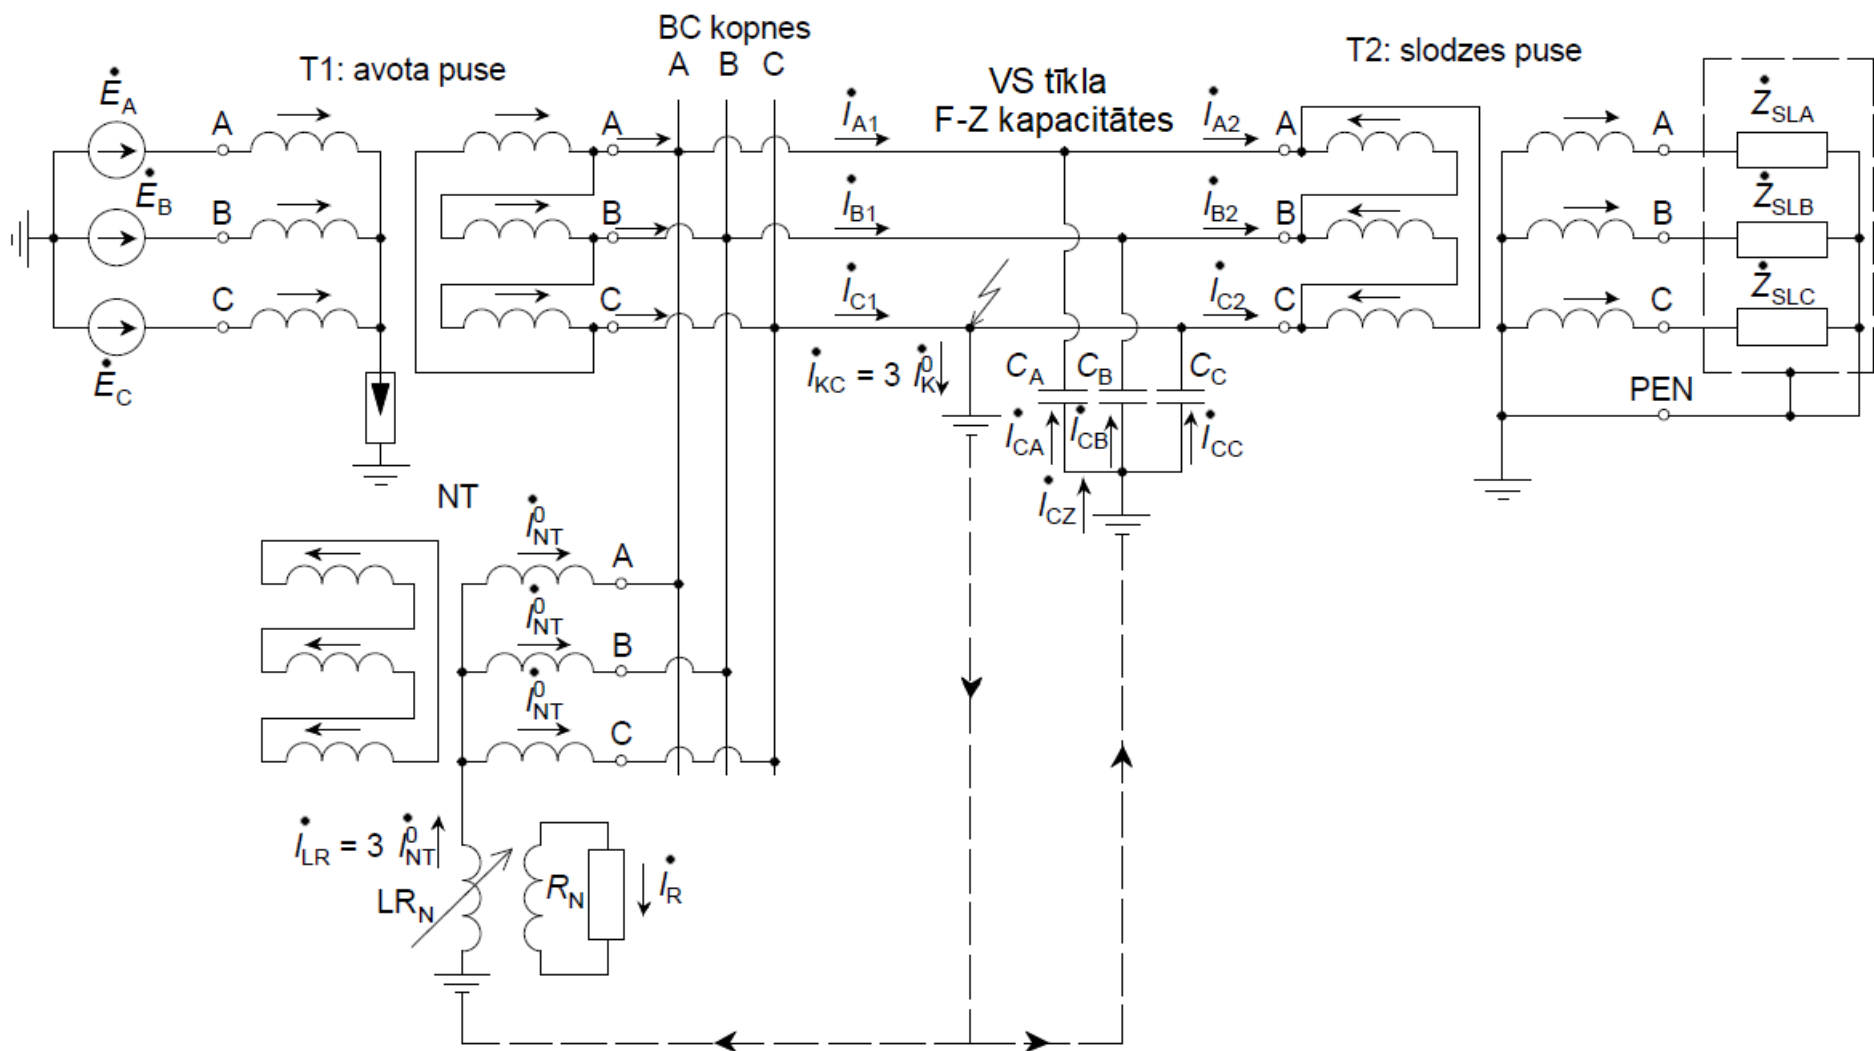 BC kopnes
A B C
T1: avota puse
T2: slodzes puse
VS tīkla
F-Z kapacitātes
ĖA
ĖB
ĖC
A
B
C
A
B
C
İA1
İB1
İC1
İA2
İB2
İC2
A
B
C
A
B
C
ŻSLA
ŻSLB
ŻSLC
PEN
İKC = 3 İ⁰K
CA CB CC
İCA İCB İCC
İCZ
NT
İ⁰NT
A
İ⁰NT
B
İ⁰NT
C
İLR = 3 İ⁰NT
LRN
RN
İR